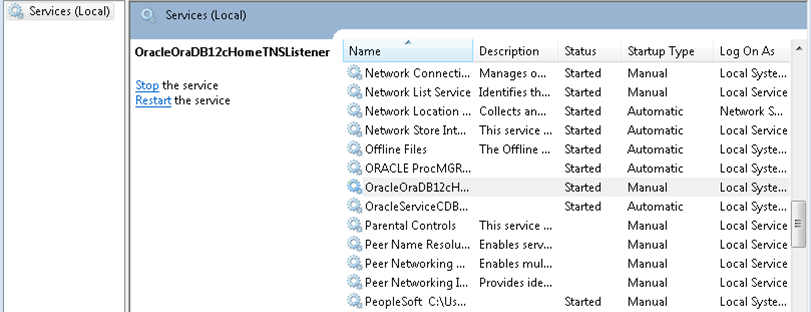 Services (Local)
Services (Local)
OracleOraDB12cHomeTNSListener
Stop the service
Restart the service
Name Description Status Startup Type Log On As
Network Connecti... Manages o... Started Manual Local Syste...
Network List Service Identifies th... Started Manual Local Service
Network Location ... Collects an... Started Automatic Network S...
Network Store Int... This service ... Started Automatic Local Service
Offline Files The Offline ... Started Automatic Local Syste...
ORACLE ProcMGR... Started Automatic Local Syste...
OracleOraDB12cH... Started Manual Local Syste...
OracleServiceCDB... Started Automatic Local Syste...
Parental Controls This service ... Manual Local Service
Peer Name Resolu... Enables serv... Manual Local Service
Peer Networking ... Enables mul... Manual Local Service
Peer Networking I... Provides ide... Manual Local Service
PeopleSoft C:\Us... Started Manual Local Syste...